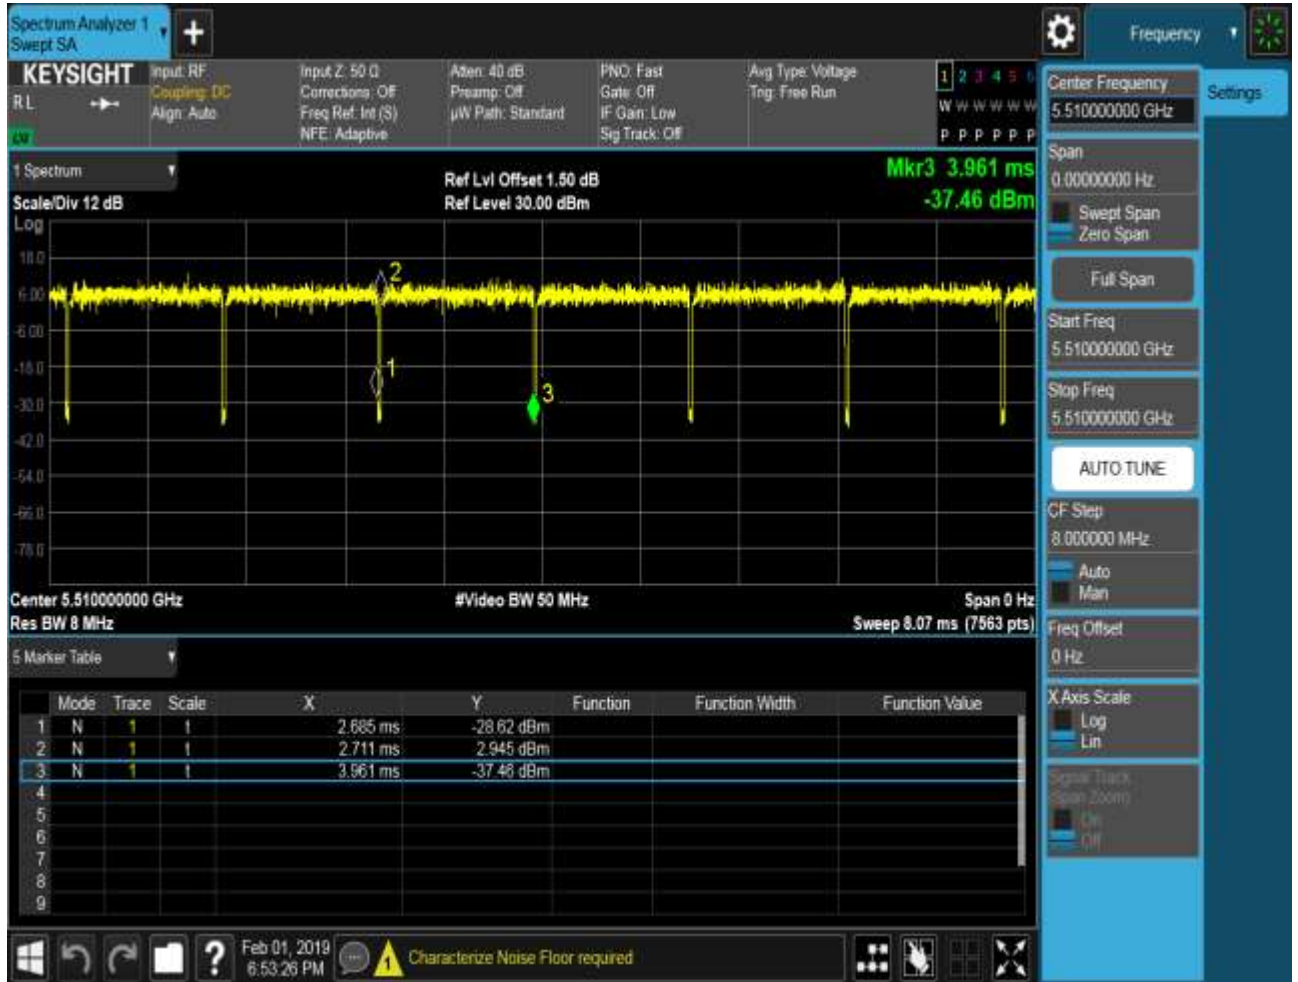 Spectrum Analyzer 1
Swept SA
+
Frequency
KEYSIGHT
RL
Input: RF
Coupling: DC
Align: Auto
Input Z: 50 Ω
Corrections: Off
Freq Ref: Int (S)
NFE: Adaptive
Atten: 40 dB
Preamp: Off
µW Path: Standard
PNO: Fast
Gate: Off
IF Gain: Low
Sig Track: Off
Avg Type: Voltage
Trig: Free Run
1 2 3 4 5 6
W W W W W W
P P P P P P
1 Spectrum
Scale/Div 12 dB
Ref Lvl Offset 1.50 dB
Ref Level 30.00 dBm
Mkr3 3.961 ms
-37.46 dBm
Log
18.0
6.00
-6.00
-18.0
-30.0
-42.0
-54.0
-66.0
-78.0
2
1
3
Center 5.510000000 GHz
Res BW 8 MHz
#Video BW 50 MHz
Span 0 Hz
Sweep 8.07 ms (7563 pts)
5 Marker Table
Mode Trace Scale X Y Function Function Width Function Value
1 N 1 t 2.685 ms -28.62 dBm
2 N 1 t 2.711 ms 2.945 dBm
3 N 1 t 3.961 ms -37.46 dBm
4
5
6
7
8
9
Center Frequency
5.510000000 GHz
Settings
Span
0.00000000 Hz
Swept Span
Zero Span
Full Span
Start Freq
5.510000000 GHz
Stop Freq
5.510000000 GHz
AUTO TUNE
CF Step
8.000000 MHz
Auto
Man
Freq Offset
0 Hz
X Axis Scale
Log
Lin
Signal Track
(Span Zoom)
On
Off
?
Feb 01, 2019
6:53:26 PM
1
Characterize Noise Floor required